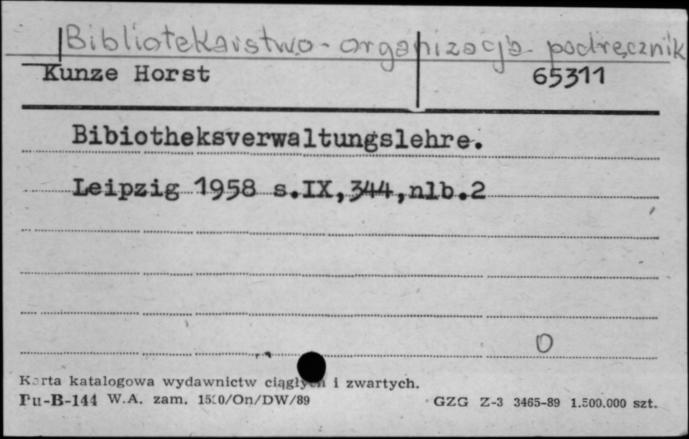 Bibliotekarstwo - organizacja - podręcznik
Kunze Horst 65311
Bibiotheksverwaltungslehre.
Leipzig 1958 s.IX,344,nlb.2
0
Karta katalogowa wydawnictw ciągłych i zwartych.
Pu-B-144 W.A. zam. 1510/On/DW/89 GZG Z-3 3465-89 1.500.000 szt.